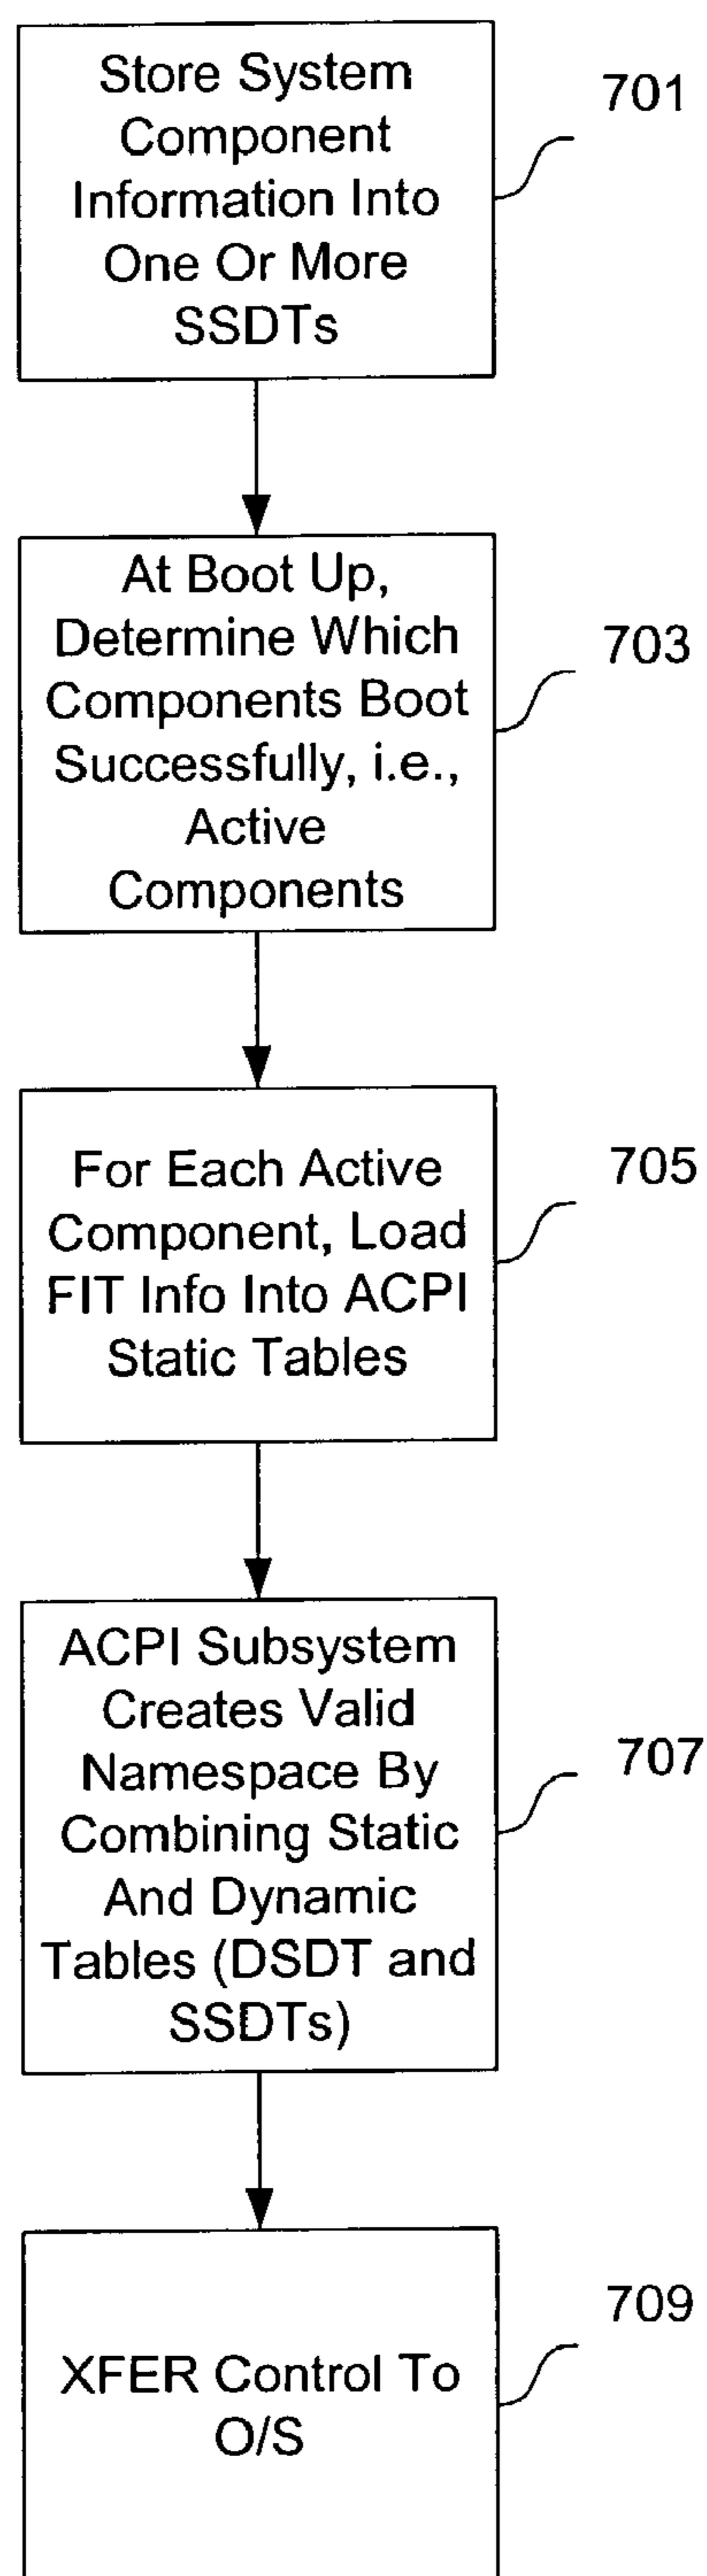 Store System
Component
Information Into
One Or More
SSDTs
701
At Boot Up,
Determine Which
Components Boot
Successfully, i.e.,
Active
Components
703
For Each Active
Component, Load
FIT Info Into ACPI
Static Tables
705
ACPI Subsystem
Creates Valid
Namespace By
Combining Static
And Dynamic
Tables (DSDT and
SSDTs)
707
XFER Control To
O/S
709